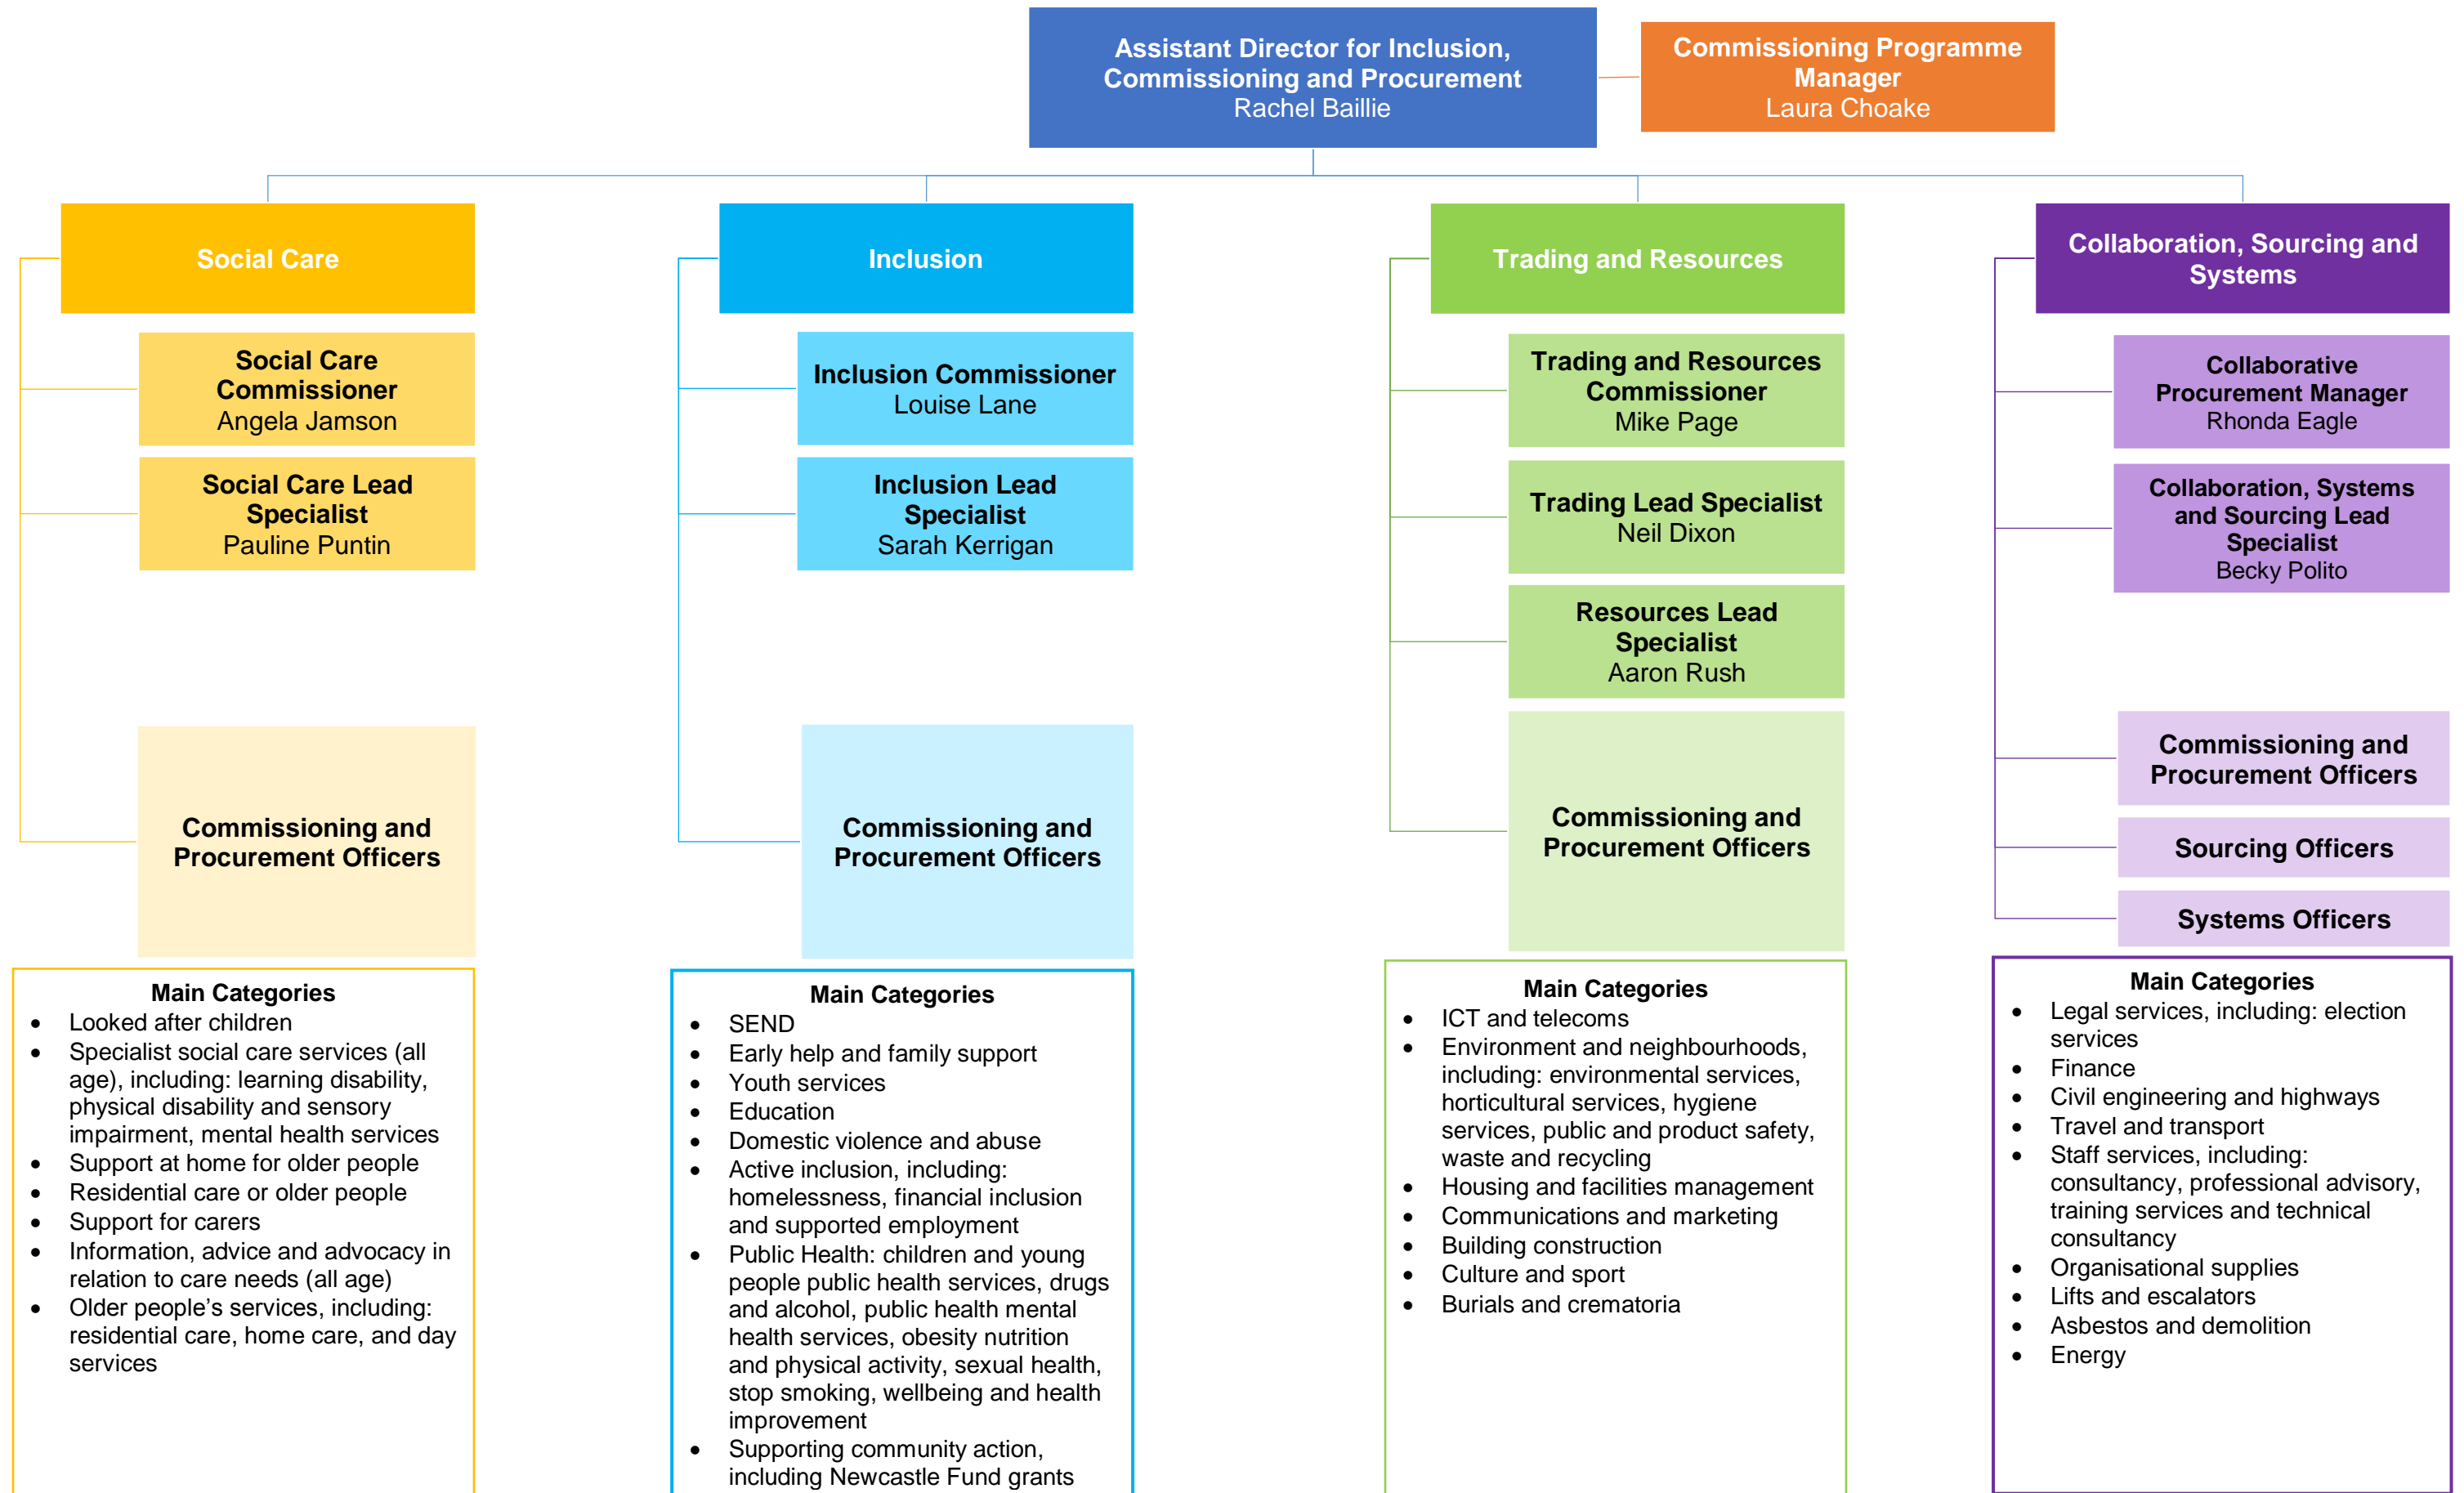 Assistant Director for Inclusion,
Commissioning and Procurement
Rachel Baillie
Commissioning Programme
Manager
Laura Choake
Social Care
Social Care
Commissioner
Angela Jamson
Social Care Lead
Specialist
Pauline Puntin
Commissioning and
Procurement Officers
Main Categories
• Looked after children
• Specialist social care services (all
age), including: learning disability,
physical disability and sensory
impairment, mental health services
• Support at home for older people
• Residential care or older people
• Support for carers
• Information, advice and advocacy in
relation to care needs (all age)
• Older people’s services, including:
residential care, home care, and day
services
Inclusion
Inclusion Commissioner
Louise Lane
Inclusion Lead
Specialist
Sarah Kerrigan
Commissioning and
Procurement Officers
Main Categories
• SEND
• Early help and family support
• Youth services
• Education
• Domestic violence and abuse
• Active inclusion, including:
homelessness, financial inclusion
and supported employment
• Public Health: children and young
people public health services, drugs
and alcohol, public health mental
health services, obesity nutrition
and physical activity, sexual health,
stop smoking, wellbeing and health
improvement
• Supporting community action,
including Newcastle Fund grants
Trading and Resources
Trading and Resources
Commissioner
Mike Page
Trading Lead Specialist
Neil Dixon
Resources Lead
Specialist
Aaron Rush
Commissioning and
Procurement Officers
Main Categories
• ICT and telecoms
• Environment and neighbourhoods,
including: environmental services,
horticultural services, hygiene
services, public and product safety,
waste and recycling
• Housing and facilities management
• Communications and marketing
• Building construction
• Culture and sport
• Burials and crematoria
Collaboration, Sourcing and
Systems
Collaborative
Procurement Manager
Rhonda Eagle
Collaboration, Systems
and Sourcing Lead
Specialist
Becky Polito
Commissioning and
Procurement Officers
Sourcing Officers
Systems Officers
Main Categories
• Legal services, including: election
services
• Finance
• Civil engineering and highways
• Travel and transport
• Staff services, including:
consultancy, professional advisory,
training services and technical
consultancy
• Organisational supplies
• Lifts and escalators
• Asbestos and demolition
• Energy